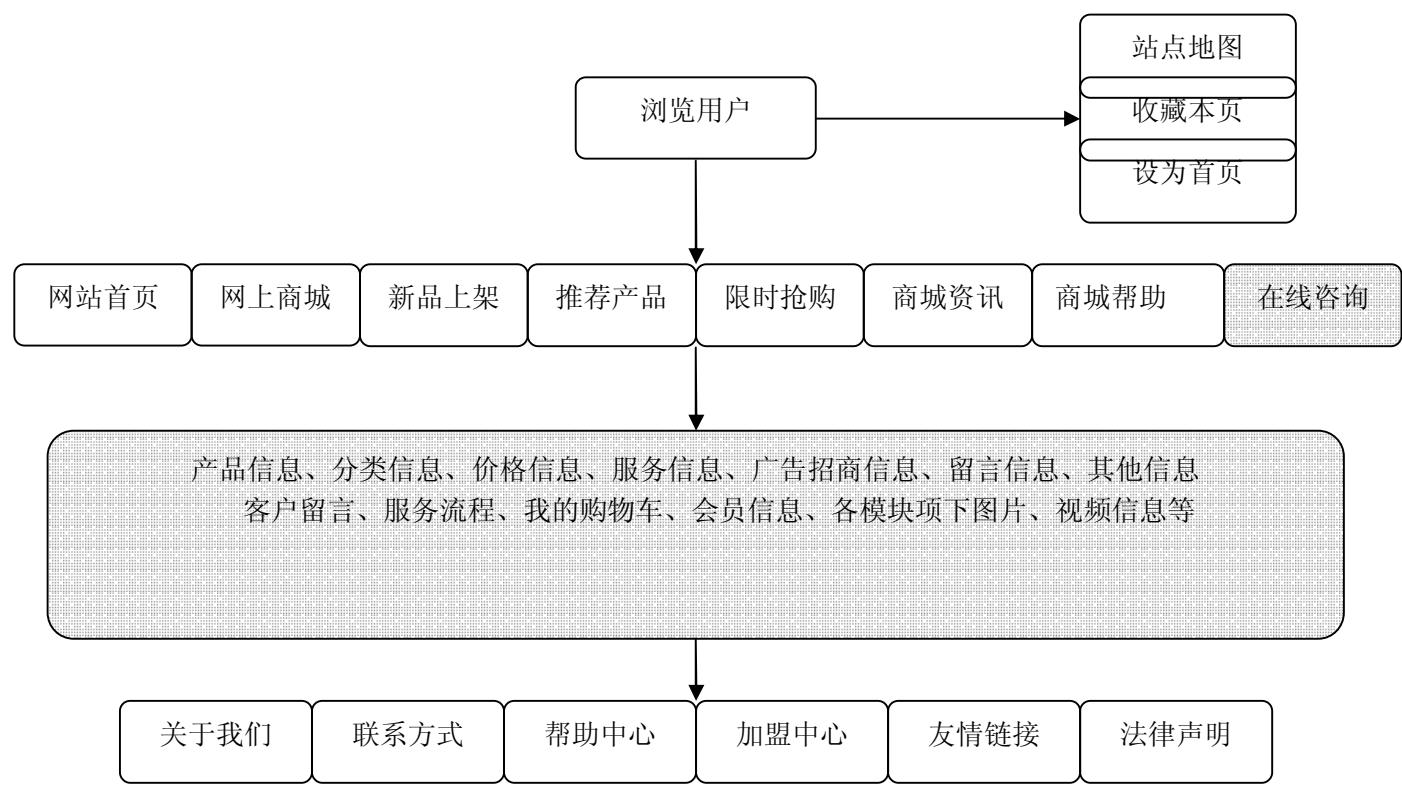 站点地图
浏览用户
收藏本页
设为首页
网站首页
网上商城
新品上架
推荐产品
限时抢购
商城资讯
商城帮助
在线咨询
产品信息、分类信息、价格信息、服务信息、广告招商信息、留言信息、其他信息
客户留言、服务流程、我的购物车、会员信息、各模块项下图片、视频信息等
关于我们
联系方式
帮助中心
加盟中心
友情链接
法律声明